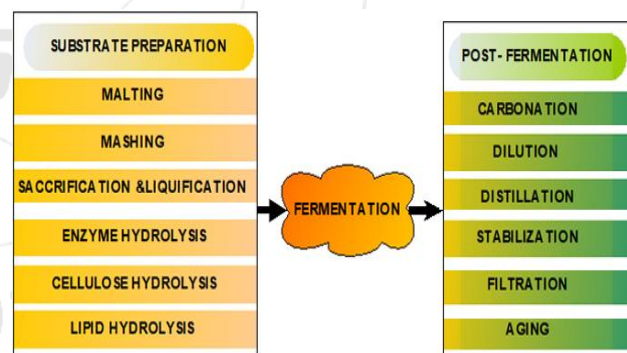 SUBSTRATE PREPARATION
MALTING
MASHING
SACCRIFICATION &LIQUIFICATION
ENZYME HYDROLYSIS
CELLULOSE HYDROLYSIS
LIPID HYDROLYSIS
FERMENTATION
POST- FERMENTATION
CARBONATION
DILUTION
DISTILLATION
STABILIZATION
FILTRATION
AGING